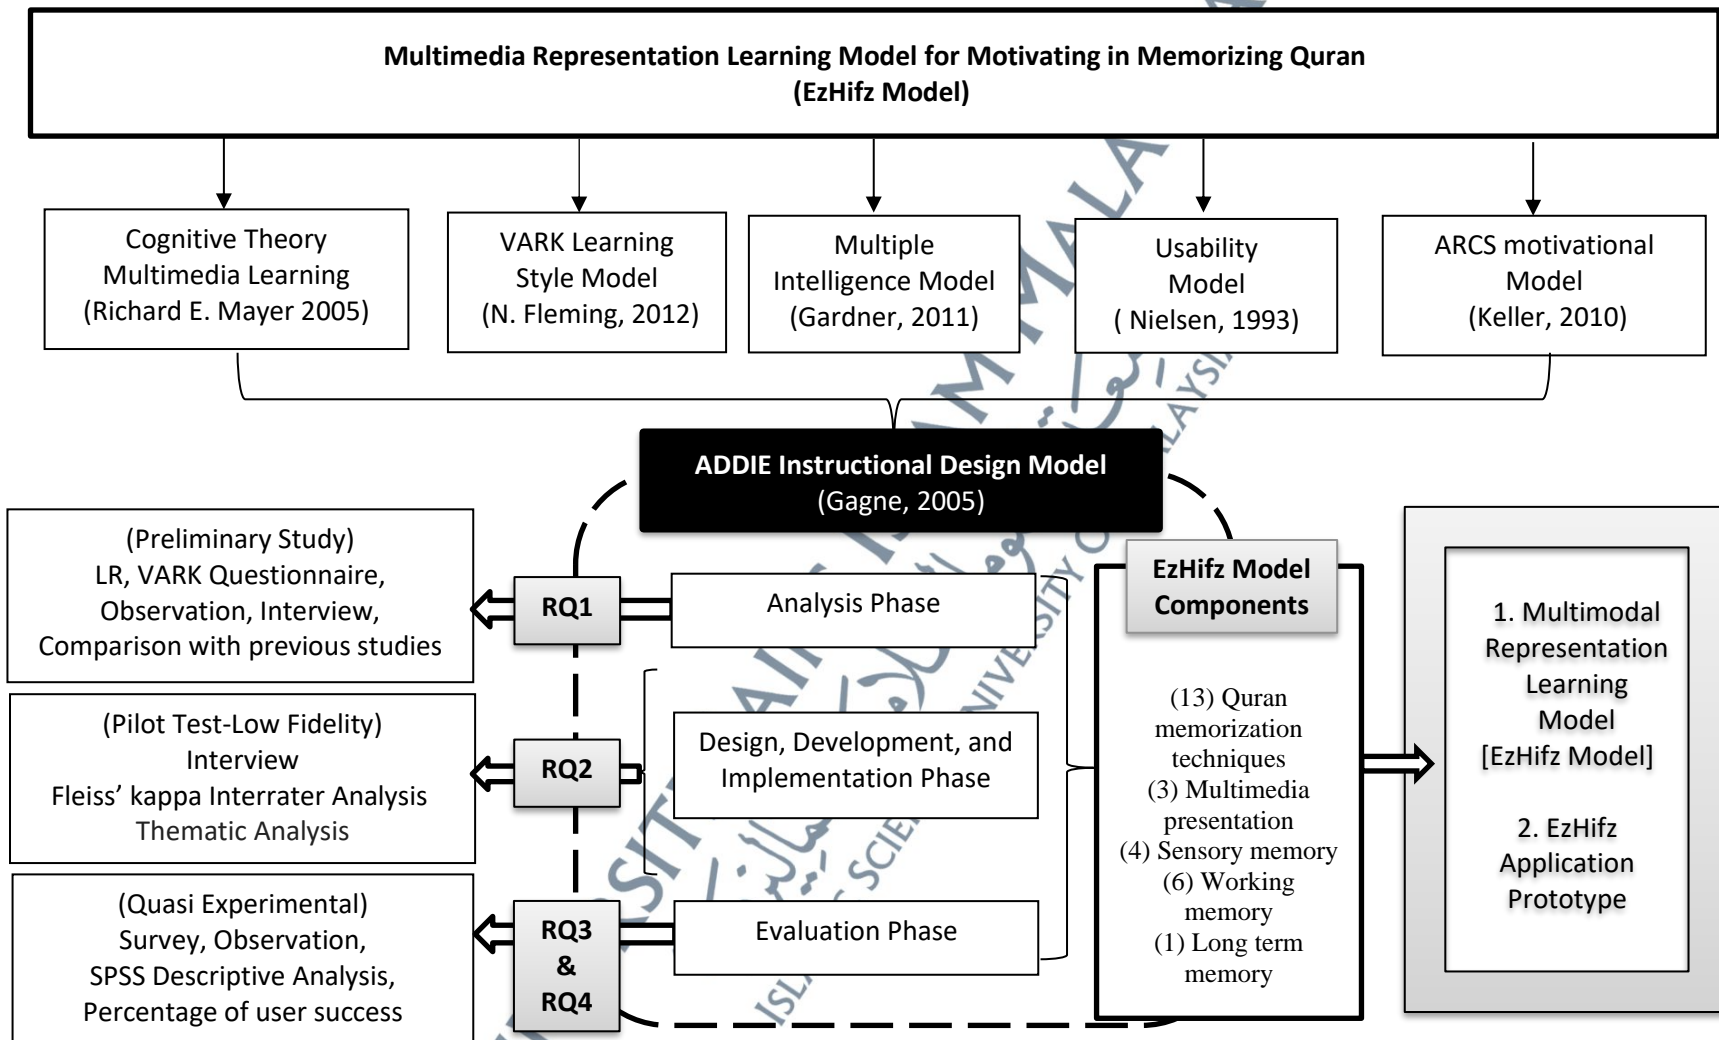 Multimedia Representation Learning Model for Motivating in Memorizing Quran
(EzHifz Model)
Cognitive Theory
Multimedia Learning
(Richard E. Mayer 2005)
VARK Learning
Style Model
(N. Fleming, 2012)
Multiple
Intelligence Model
(Gardner, 2011)
Usability
Model
( Nielsen, 1993)
ARCS motivational
Model
(Keller, 2010)
ADDIE Instructional Design Model
(Gagne, 2005)
(Preliminary Study)
LR, VARK Questionnaire,
Observation, Interview,
Comparison with previous studies
RQ1
Analysis Phase
(Pilot Test-Low Fidelity)
Interview
Fleiss’ kappa Interrater Analysis
Thematic Analysis
RQ2
Design, Development, and
Implementation Phase
(Quasi Experimental)
Survey, Observation,
SPSS Descriptive Analysis,
Percentage of user success
RQ3
&
RQ4
Evaluation Phase
EzHifz Model
Components
(13) Quran
memorization
techniques
(3) Multimedia
presentation
(4) Sensory memory
(6) Working
memory
(1) Long term
memory
1. Multimodal
Representation
Learning
Model
[EzHifz Model]
2. EzHifz
Application
Prototype